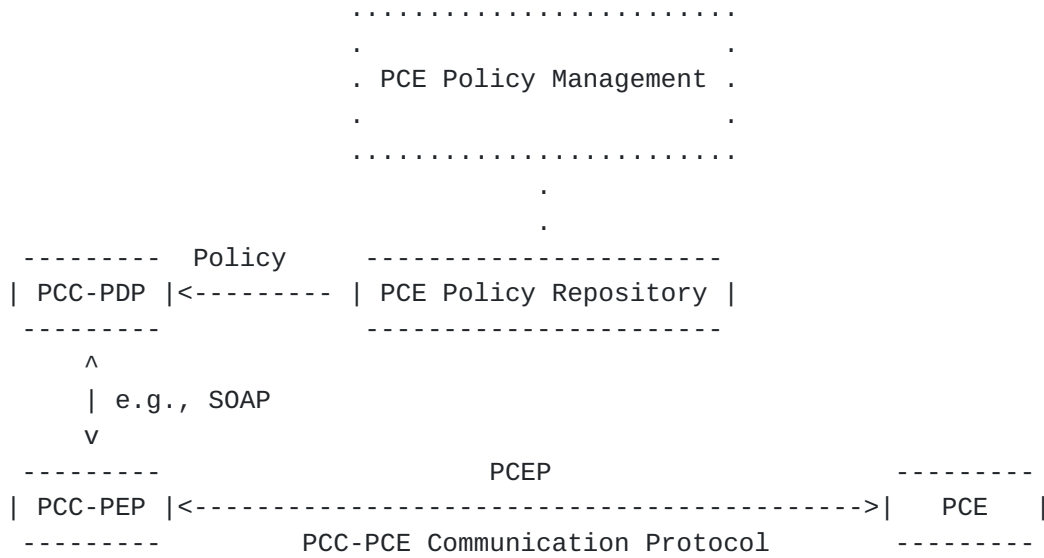 PCE Policy Management
Policy
PCC-PDP PCE Policy Repository
e.g., SOAP
PCEP
PCC-PEP PCE
PCC-PCE Communication Protocol